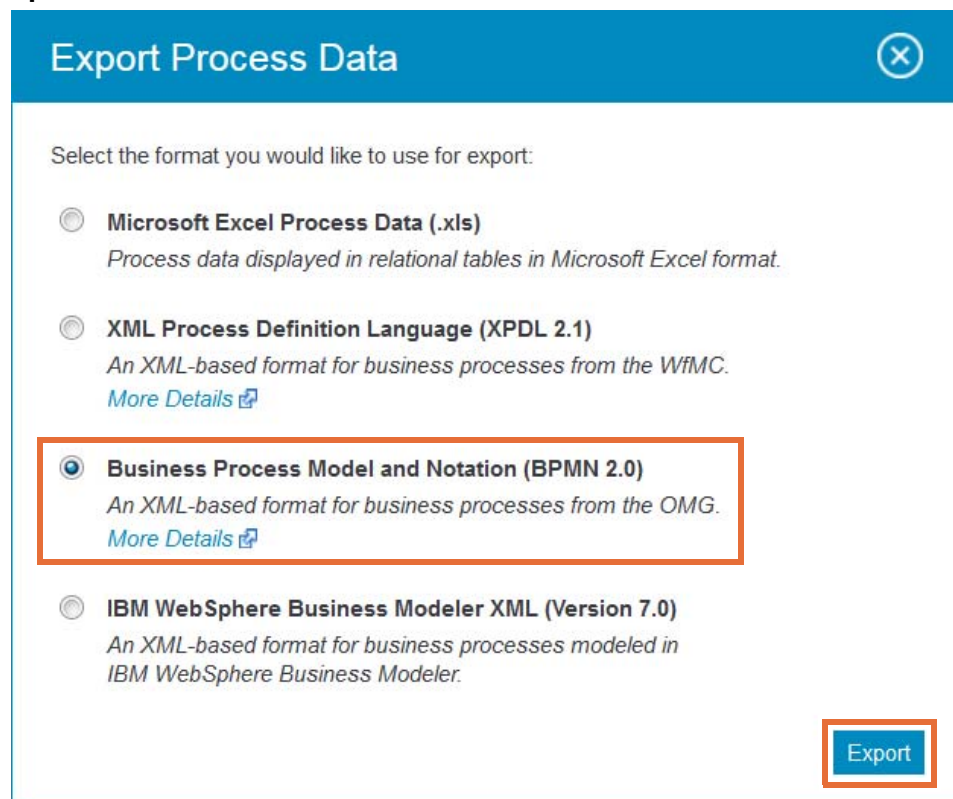 Export Process Data
Select the format you would like to use for export:
Microsoft Excel Process Data (.xls)
Process data displayed in relational tables in Microsoft Excel format.
XML Process Definition Language (XPDL 2.1)
An XML-based format for business processes from the WfMC.
More Details
Business Process Model and Notation (BPMN 2.0)
An XML-based format for business processes from the OMG.
More Details
IBM WebSphere Business Modeler XML (Version 7.0)
An XML-based format for business processes modeled in
IBM WebSphere Business Modeler.
Export